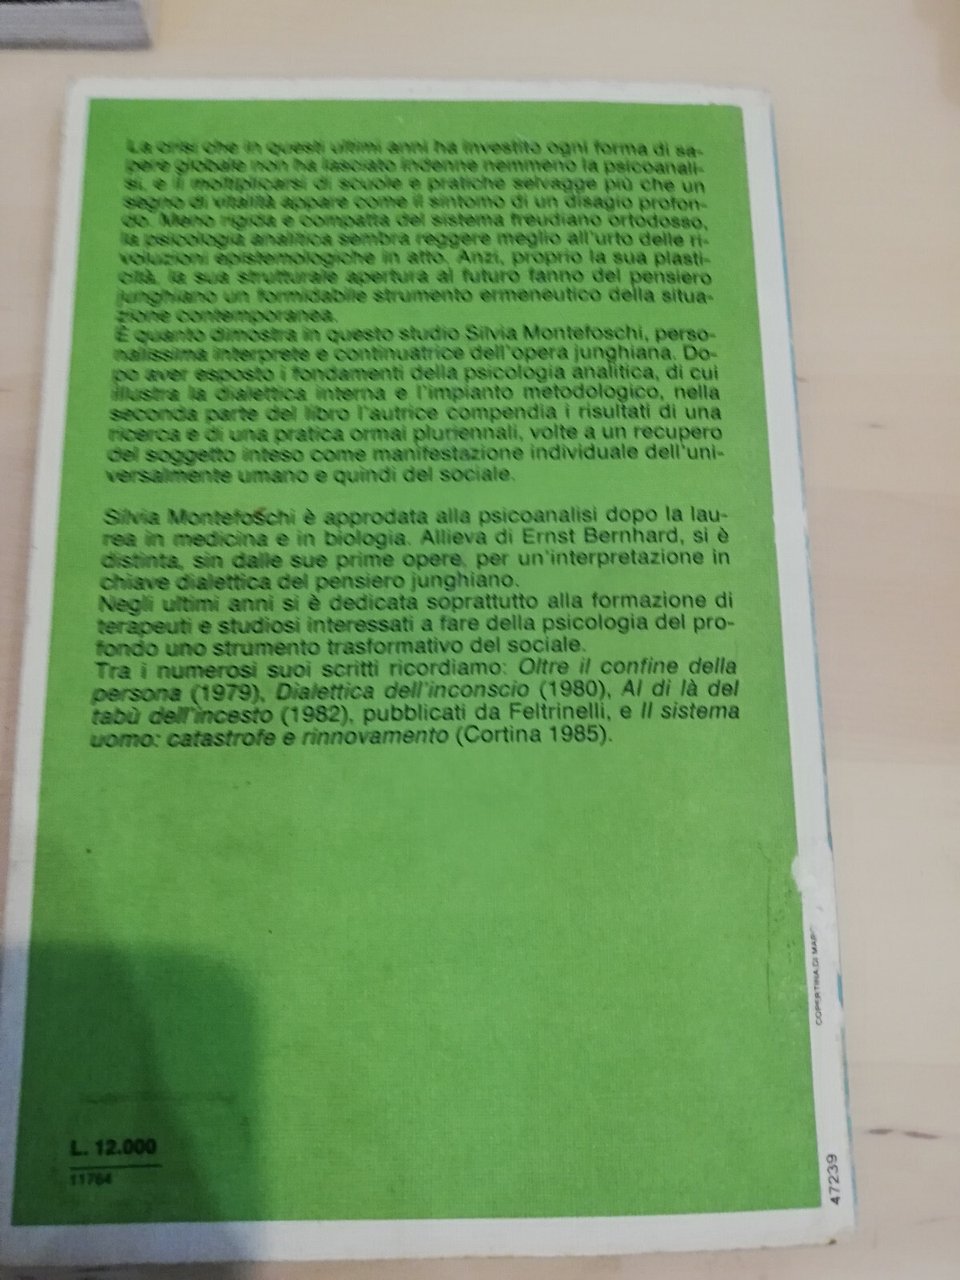 La crisi che in questi ultimi anni ha investito ogni forma di sa-
pere globale non ha lasciato indenne nemmeno la psicoanali-
si, e il moltiplicarsi di scuole e pratiche selvagge più che un
segno di vitalità appare come il sintomo di un disagio profon-
do. Meno rigida e compatta del sistema freudiano ortodosso,
la psicologia analitica sembra reggere meglio all'urto delle ri-
voluzioni epistemologiche in atto. Anzi, proprio la sua plasti-
cità, la sua strutturale apertura al futuro fanno del pensiero
junghiano un formidabile strumento ermeneutico della situa-
zione contemporanea.
È quanto dimostra in questo studio Silvia Montefoschi, perso-
nalissima interprete e continuatrice dell'opera junghiana. Do-
po aver esposto i fondamenti della psicologia analitica, di cui
illustra la dialettica interna e l'impianto metodologico, nella
seconda parte del libro l'autrice compendia i risultati di una
ricerca e di una pratica ormai pluriennali, volte a un recupero
del soggetto inteso come manifestazione individuale dell'uni-
versalmente umano e quindi del sociale.
Silvia Montefoschi è approdata alla psicoanalisi dopo la lau-
rea in medicina e in biologia. Allieva di Ernst Bernhard, si è
distinta, sin dalle sue prime opere, per un'interpretazione in
chiave dialettica del pensiero junghiano.
Negli ultimi anni si è dedicata soprattutto alla formazione di
terapeuti e studiosi interessati a fare della psicologia del pro-
fondo uno strumento trasformativo del sociale.
Tra i numerosi suoi scritti ricordiamo: Oltre il confine della
persona (1979), Dialettica dell'inconscio (1980), Al di là del
tabù dell'incesto (1982), pubblicati da Feltrinelli, e Il sistema
uomo: catastrofe e rinnovamento (Cortina 1985).
L. 12.000
11764
COPERTINA DI
47239